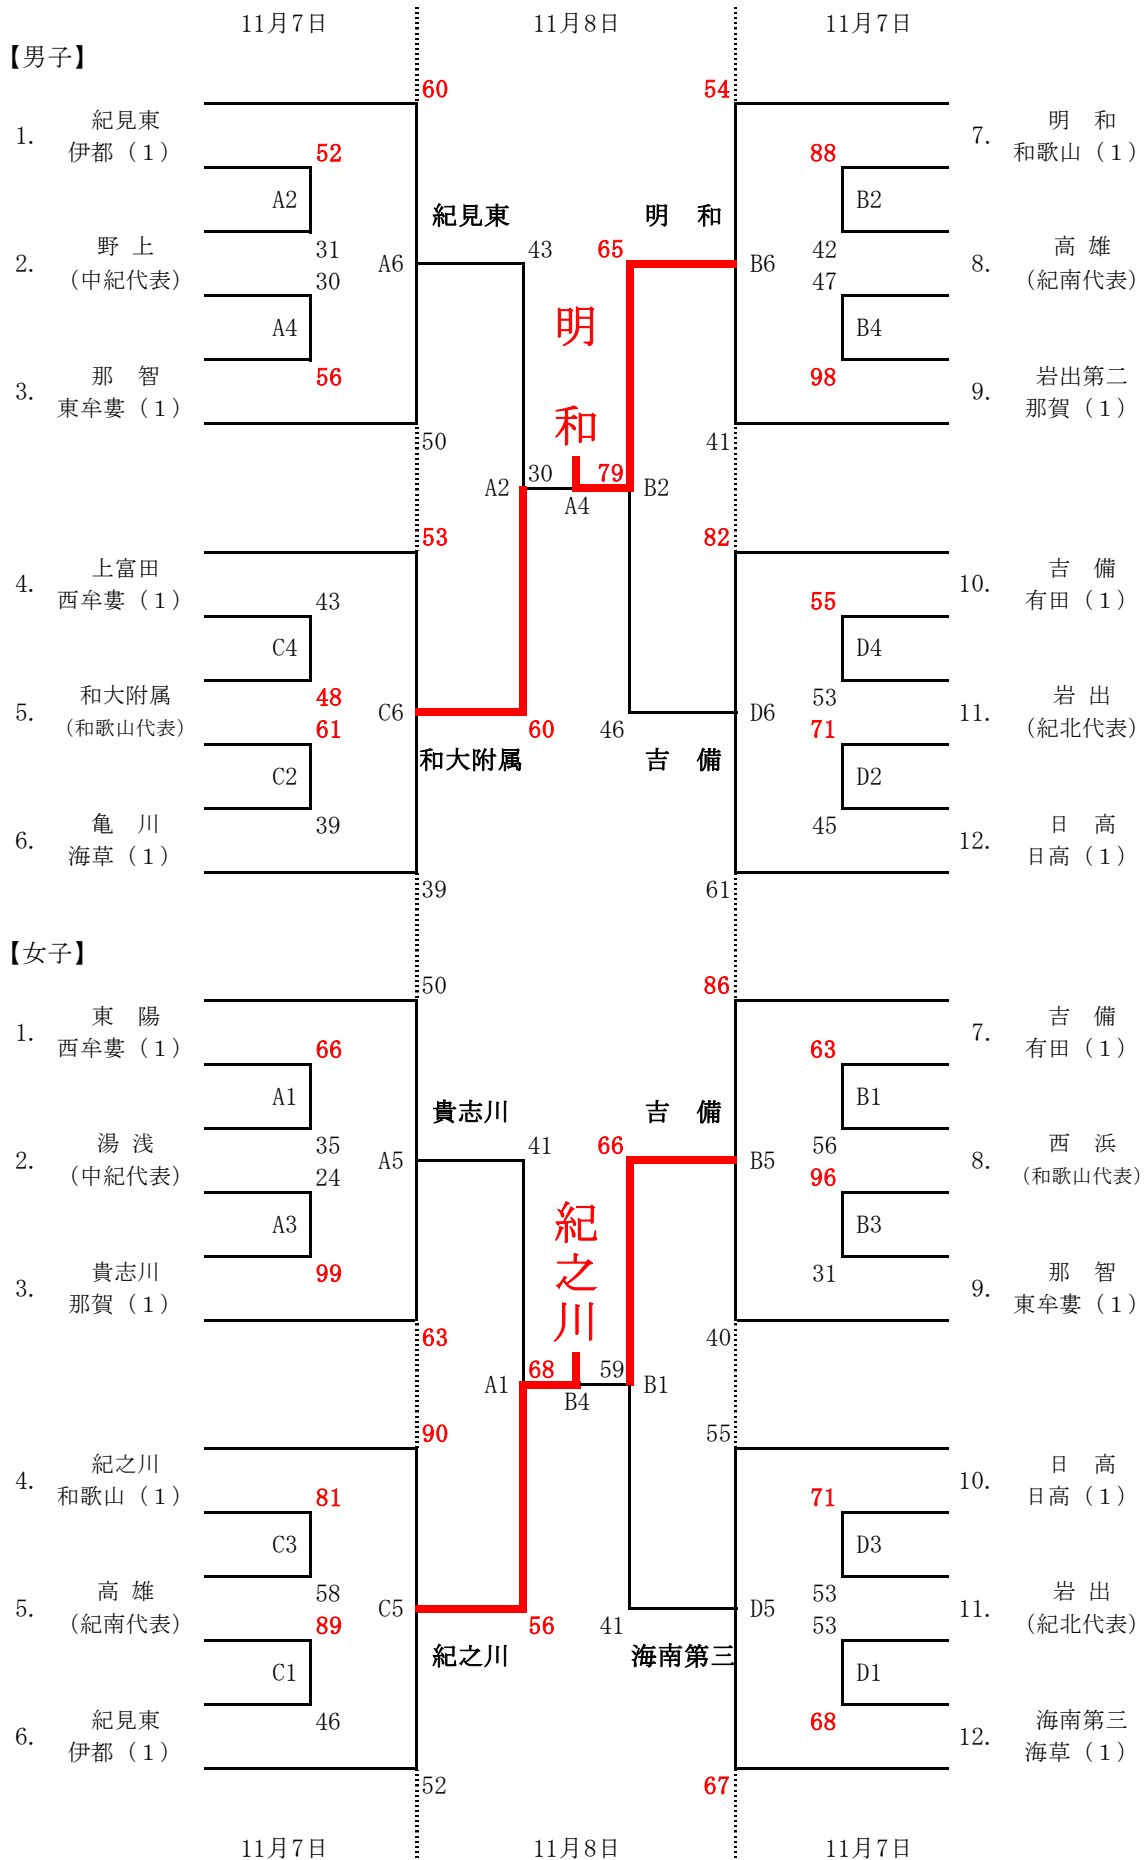 11月7日 11月8日 11月7日
【男子】
60 54
紀見東 明　和
1. 7.
伊都（１） 52 88 和歌山（１）
A2 B2
紀見東 明　和
野 上 31 43 65 42 高 雄
2. A6 B6 8.
(中紀代表) 30 47 (紀南代表)
明
A4 B4
那　智 56 98 岩出第二
3. 9.
東牟婁（１） 那賀（１）
和
50 41
30 79
A2 B2
A4
53 82
上富田 吉　備
4. 10.
西牟婁（１） 43 55 有田（１）
C4 D4
和大附属 48 53 岩 出
5. C6 D6 11.
(和歌山代表) 61 60 46 71 (紀北代表)
和大附属 吉　備
C2 D2
亀　川 39 45 日　高
6. 12.
海草（１） 日高（１）
39 61
【女子】
50 86
東　陽 吉　備
1. 7.
西牟婁（１） 66 63 有田（１）
A1 B1
貴志川 吉　備
湯 浅 35 41 66 56 西 浜
2. A5 B5 8.
(中紀代表) 24 96 (和歌山代表)
紀之川
A3 B3
貴志川 99 31 那　智
3. 9.
那賀（１） 東牟婁（１）
63 40
68 59
A1 B1
B4
90 55
紀之川 日　高
4. 10.
和歌山（１） 81 71 日高（１）
C3 D3
高 雄 58 53 岩 出
5. C5 D5 11.
(紀南代表) 89 56 41 53 (紀北代表)
紀之川 海南第三
C1 D1
紀見東 46 68 海南第三
6. 12.
伊都（１） 海草（１）
52 67
11月7日 11月8日 11月7日